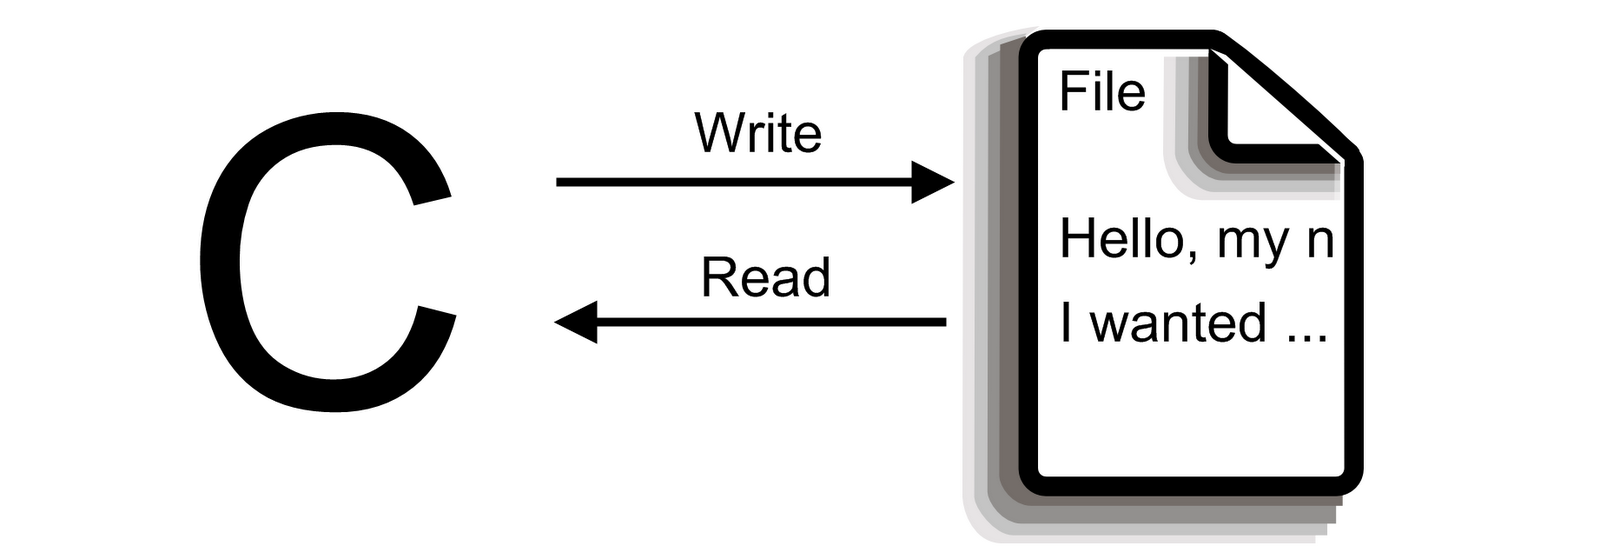 C
Write
Read
File
Hello, my n
I wanted ...